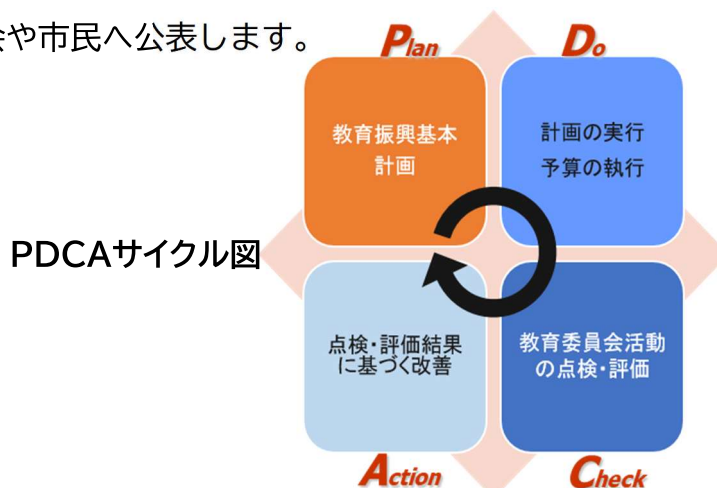 会や市民へ公表します。
Plan
Do
教育振興基本
計画
計画の実行
予算の執行
PDCAサイクル図
点検・評価結果
に基づく改善
教育委員会活動
の点検・評価
Action
Check